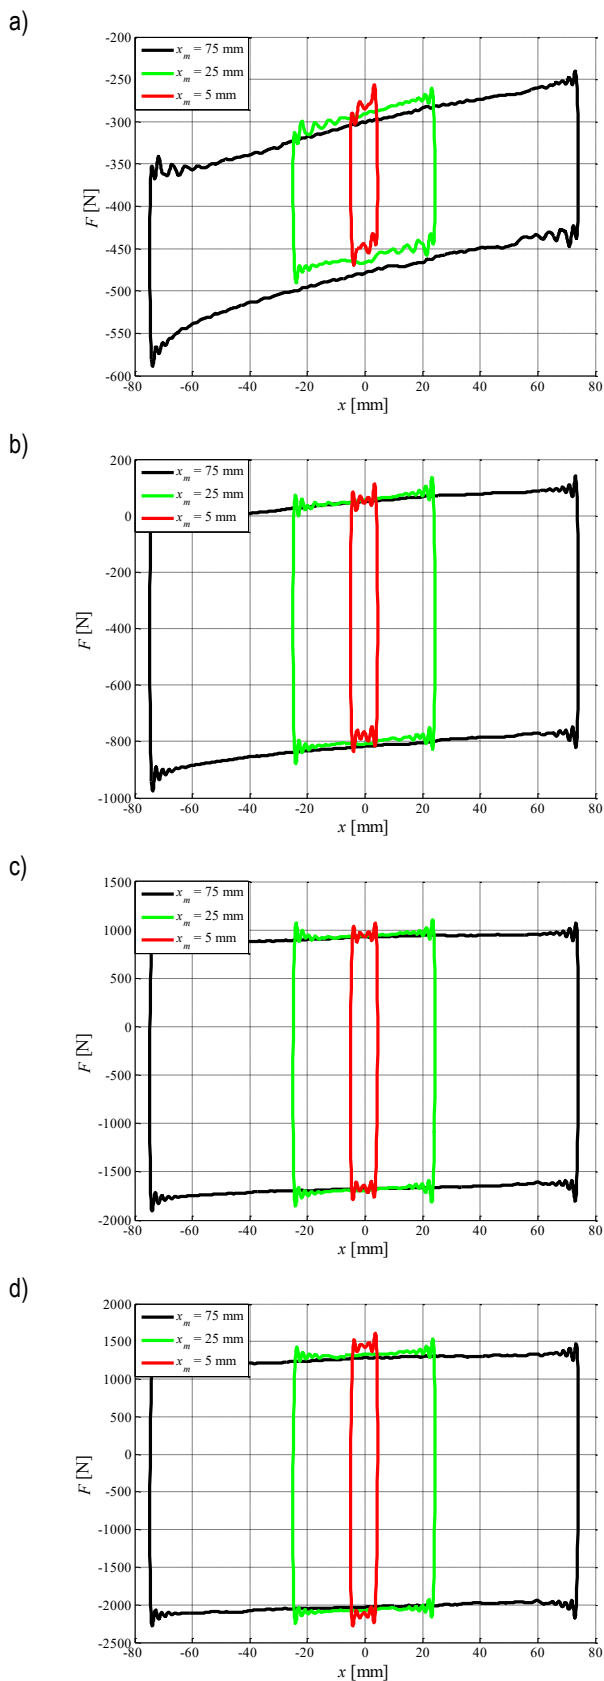 a)
-200
-250
-300
-350
-400
-450
-500
-550
-600
F [N]
x_m = 75 mm
x_m = 25 mm
x_m = 5 mm
-80 -60 -40 -20 0 20 40 60 80
x [mm]
b)
200
0
-200
-400
-600
-800
-1000
F [N]
x_m = 75 mm
x_m = 25 mm
x_m = 5 mm
-80 -60 -40 -20 0 20 40 60 80
x [mm]
c)
1500
1000
500
0
-500
-1000
-1500
-2000
F [N]
x_m = 75 mm
x_m = 25 mm
x_m = 5 mm
-80 -60 -40 -20 0 20 40 60 80
x [mm]
d)
2000
1500
1000
500
0
-500
-1000
-1500
-2000
-2500
F [N]
x_m = 75 mm
x_m = 25 mm
x_m = 5 mm
-80 -60 -40 -20 0 20 40 60 80
x [mm]